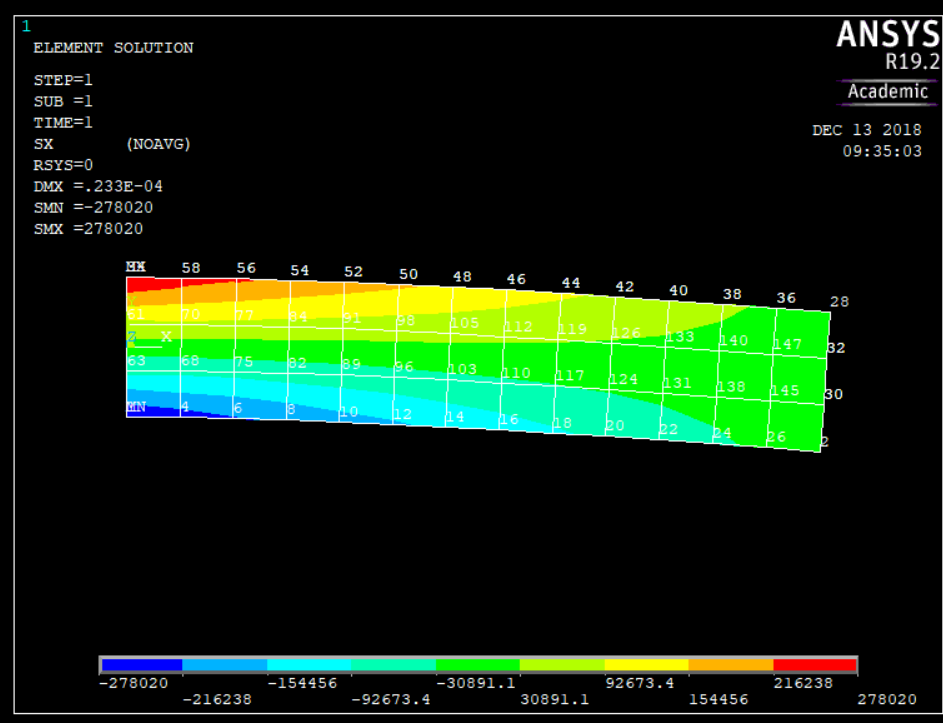 1
ANSYS
R19.2
Academic
ELEMENT SOLUTION
STEP=1
SUB =1
TIME=1
SX (NOAVG)
RSYS=0
DMX =.233E-04
SMN =-278020
SMX =278020
DEC 13 2018
09:35:03
58 56 54 52 50 48 46 44 42 40 38 36 28
61 70 77 84 91 98 105 112 119 126 133 140 147 32
Y
Z X
63 68 75 82 89 96 103 110 117 124 131 138 145 30
4 6 8 10 12 14 16 18 20 22 24 26 2
-278020 -154456 -30891.1 92673.4 216238
-216238 -92673.4 30891.1 154456 278020